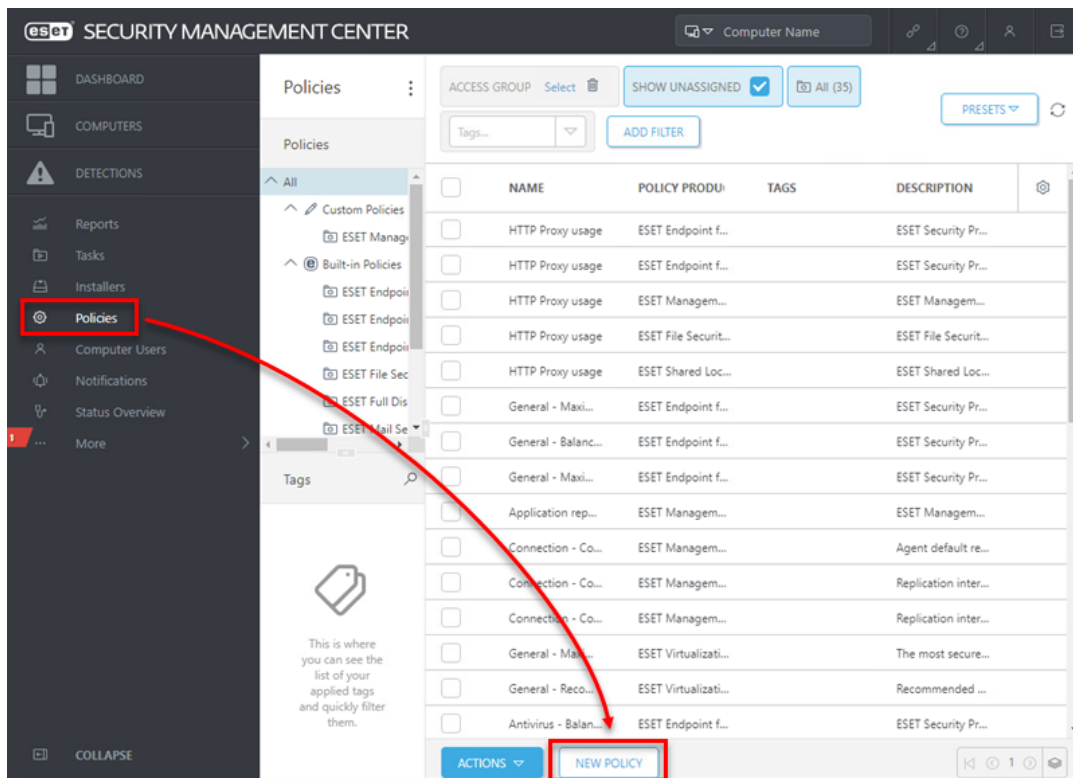 eset SECURITY MANAGEMENT CENTER
Computer Name
DASHBOARD
COMPUTERS
DETECTIONS
Reports
Tasks
Installers
Policies
Computer Users
Notifications
Status Overview
1
More
COLLAPSE
Policies
Policies
All
Custom Policies
ESET Manag
Built-in Policies
ESET Endpoi
ESET Endpoi
ESET Endpoi
ESET File Sec
ESET Full Dis
ESET Mail Se
Tags
This is where
you can see the
list of your
applied tags
and quickly filter
them.
ACCESS GROUP Select SHOW UNASSIGNED All (35)
PRESETS
Tags... ADD FILTER
NAME POLICY PRODU TAGS DESCRIPTION
HTTP Proxy usage ESET Endpoint f... ESET Security Pr...
HTTP Proxy usage ESET Endpoint f... ESET Security Pr...
HTTP Proxy usage ESET Managem... ESET Managem...
HTTP Proxy usage ESET File Securit... ESET File Securit...
HTTP Proxy usage ESET Shared Loc... ESET Shared Loc...
General - Maxi... ESET Endpoint f... ESET Security Pr...
General - Balanc... ESET Endpoint f... ESET Security Pr...
General - Maxi... ESET Endpoint f... ESET Security Pr...
Application rep... ESET Managem... ESET Managem...
Connection - Co... ESET Managem... Agent default re...
Connection - Co... ESET Managem... Replication inter...
Connection - Co... ESET Managem... Replication inter...
General - Maxi... ESET Virtualizati... The most secure...
General - Reco... ESET Virtualizati... Recommended ...
Antivirus - Balan... ESET Endpoint f... ESET Security Pr...
ACTIONS NEW POLICY 1